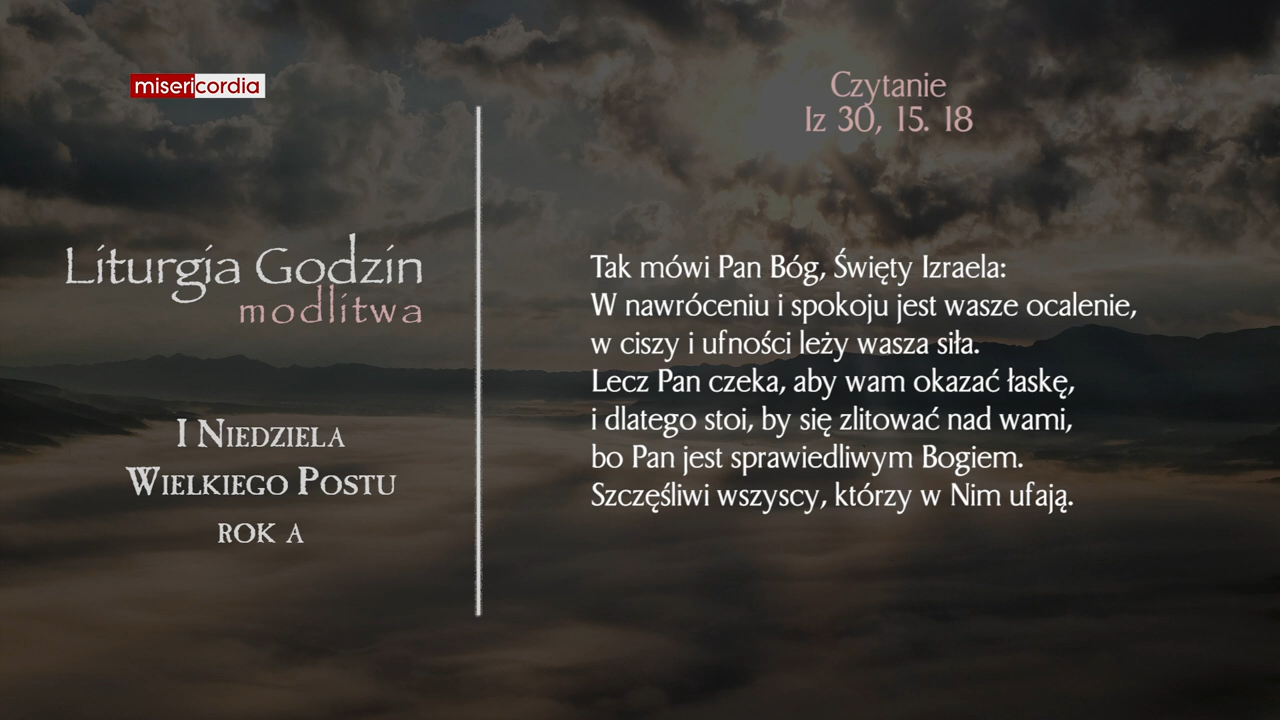 misericordia
Liturgia Godzin
modlitwa
I Niedziela
Wielkiego Postu
rok A
Czytanie
Iz 30, 15. 18
Tak mówi Pan Bóg, Święty Izraela:
W nawróceniu i spokoju jest wasze ocalenie,
w ciszy i ufności leży wasza siła.
Lecz Pan czeka, aby wam okazać łaskę,
i dlatego stoi, by się zlitować nad wami,
bo Pan jest sprawiedliwym Bogiem.
Szczęśliwi wszyscy, którzy w Nim ufają.